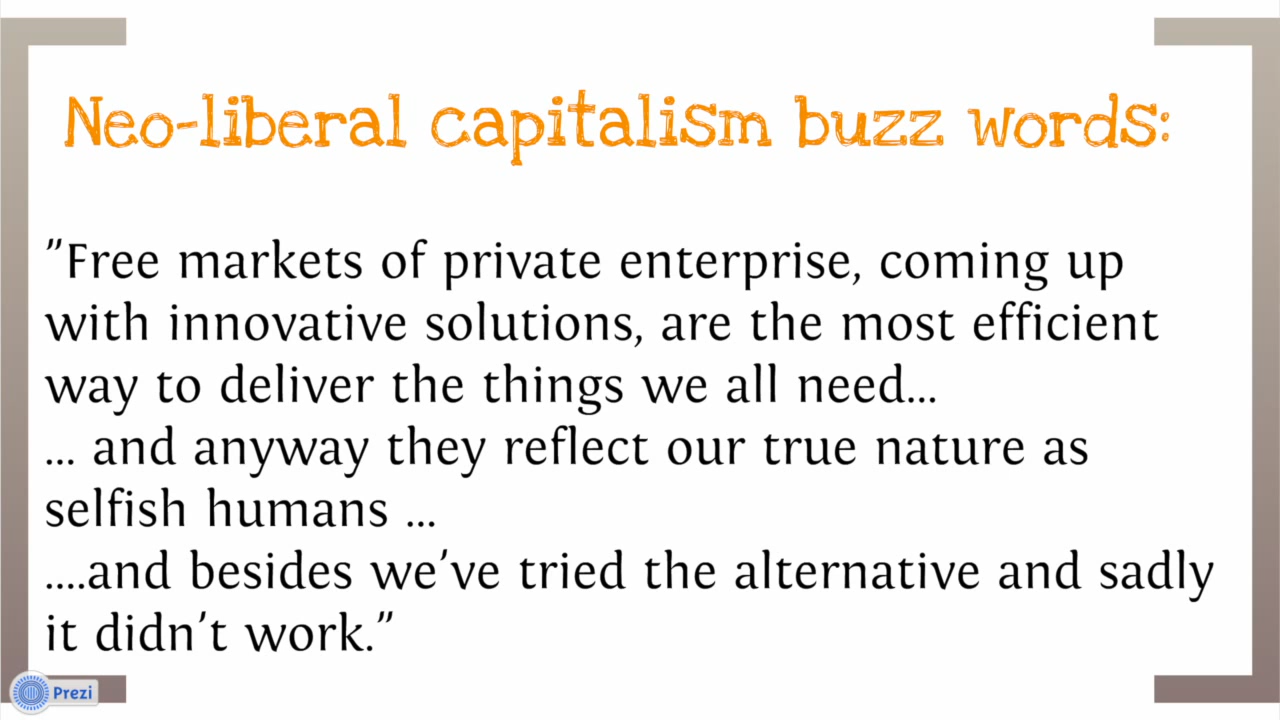 Neo-liberal capitalism buzz words:
"Free markets of private enterprise, coming up
with innovative solutions, are the most efficient
way to deliver the things we all need...
... and anyway they reflect our true nature as
selfish humans ...
....and besides we've tried the alternative and sadly
it didn't work."
Prezi